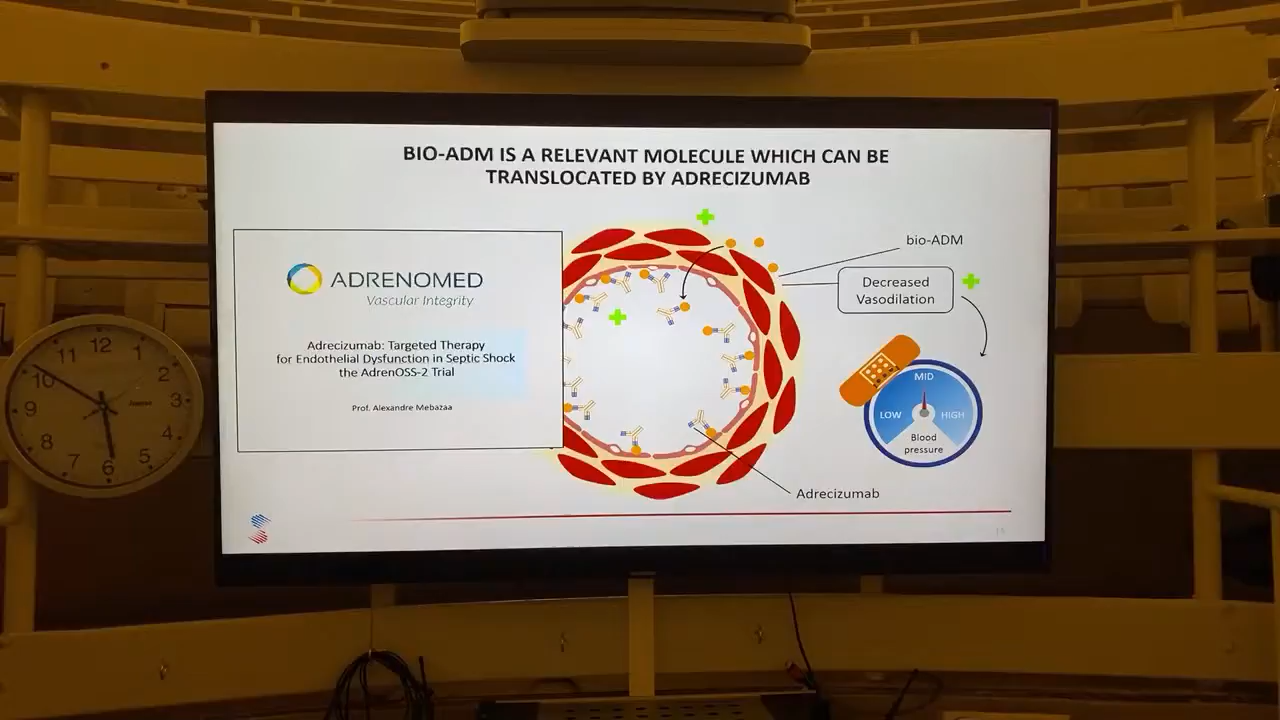 BIO-ADM IS A RELEVANT MOLECULE WHICH CAN BE
TRANSLOCATED BY ADRECIZUMAB
ADRENOMED
Vascular Integrity
Adrecizumab: Targeted Therapy
for Endothelial Dysfunction in Septic Shock
the AdrenOSS-2 Trial
Prof. Alexandre Mebazaa
bio-ADM
Decreased
Vasodilation
MID
LOW
HIGH
Blood
pressure
Adrecizumab
12
1
2
3
4
5
6
7
8
9
10
11